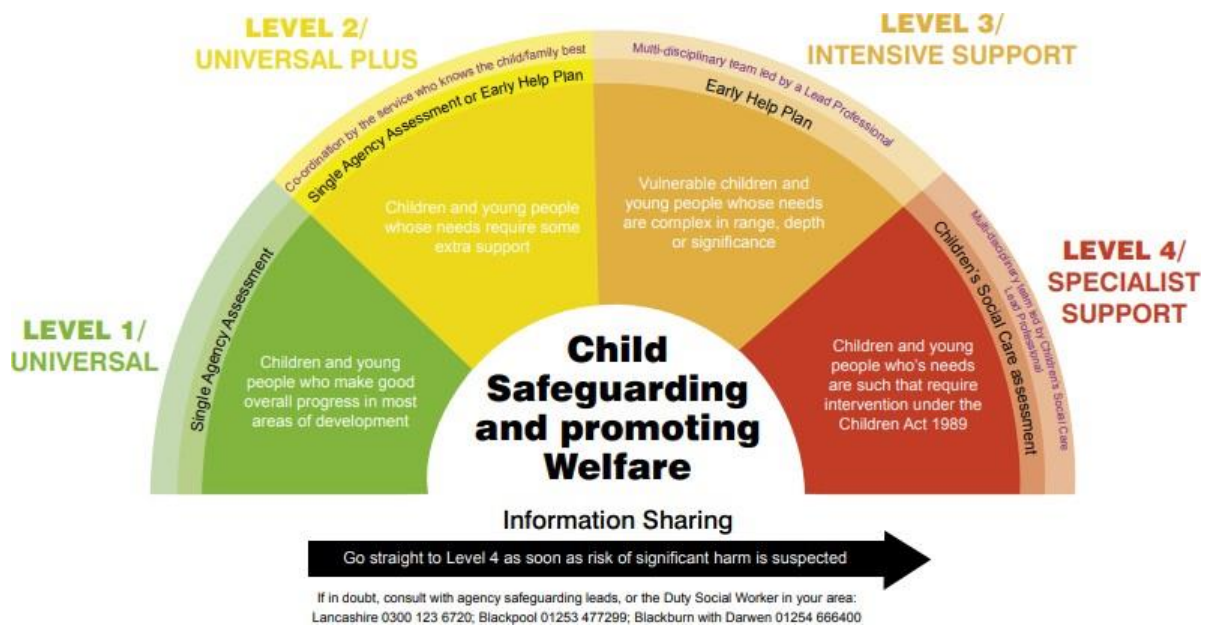 LEVEL 1/
UNIVERSAL
Single Agency Assessment
Children and young
people who make good
overall progress in most
areas of development
LEVEL 2/
UNIVERSAL PLUS
Co-ordination by the service who knows the child/family best
Single Agency Assessment or Early Help Plan
Children and young people
whose needs require some
extra support
LEVEL 3/
INTENSIVE SUPPORT
Multi-disciplinary team led by a Lead Professional
Early Help Plan
Vulnerable children and
young people whose needs
are complex in range, depth
or significance
LEVEL 4/
SPECIALIST
SUPPORT
Multi-disciplinary team led by Children's Social Care
Lead Professional
Children's Social Care assessment
Children and young
people who's needs
are such that require
intervention under the
Children Act 1989
Child
Safeguarding
and promoting
Welfare
Information Sharing
Go straight to Level 4 as soon as risk of significant harm is suspected
If in doubt, consult with agency safeguarding leads, or the Duty Social Worker in your area:
Lancashire 0300 123 6720; Blackpool 01253 477299; Blackburn with Darwen 01254 666400